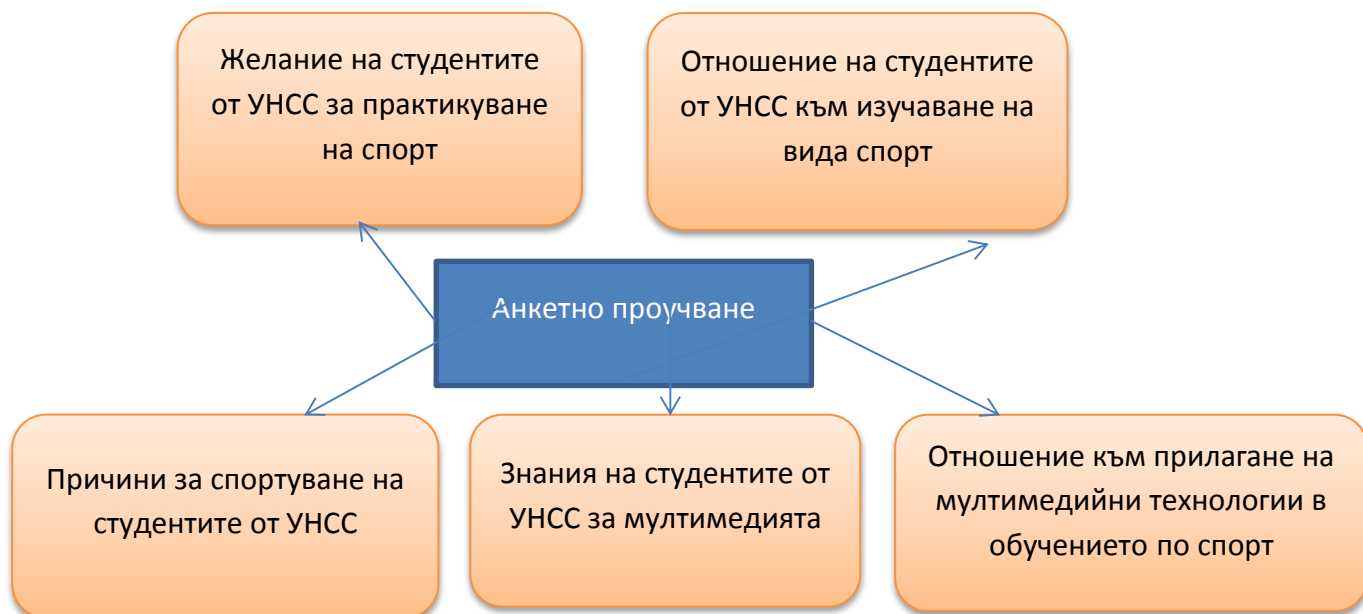 Желание на студентите
от УНСС за практикуване
на спорт
Отношение на студентите
от УНСС към изучаване на
вида спорт
Анкетно проучване
Причини за спортуване на
студентите от УНСС
Знания на студентите от
УНСС за мултимедията
Отношение към прилагане на
мултимедийни технологии в
обучението по спорт